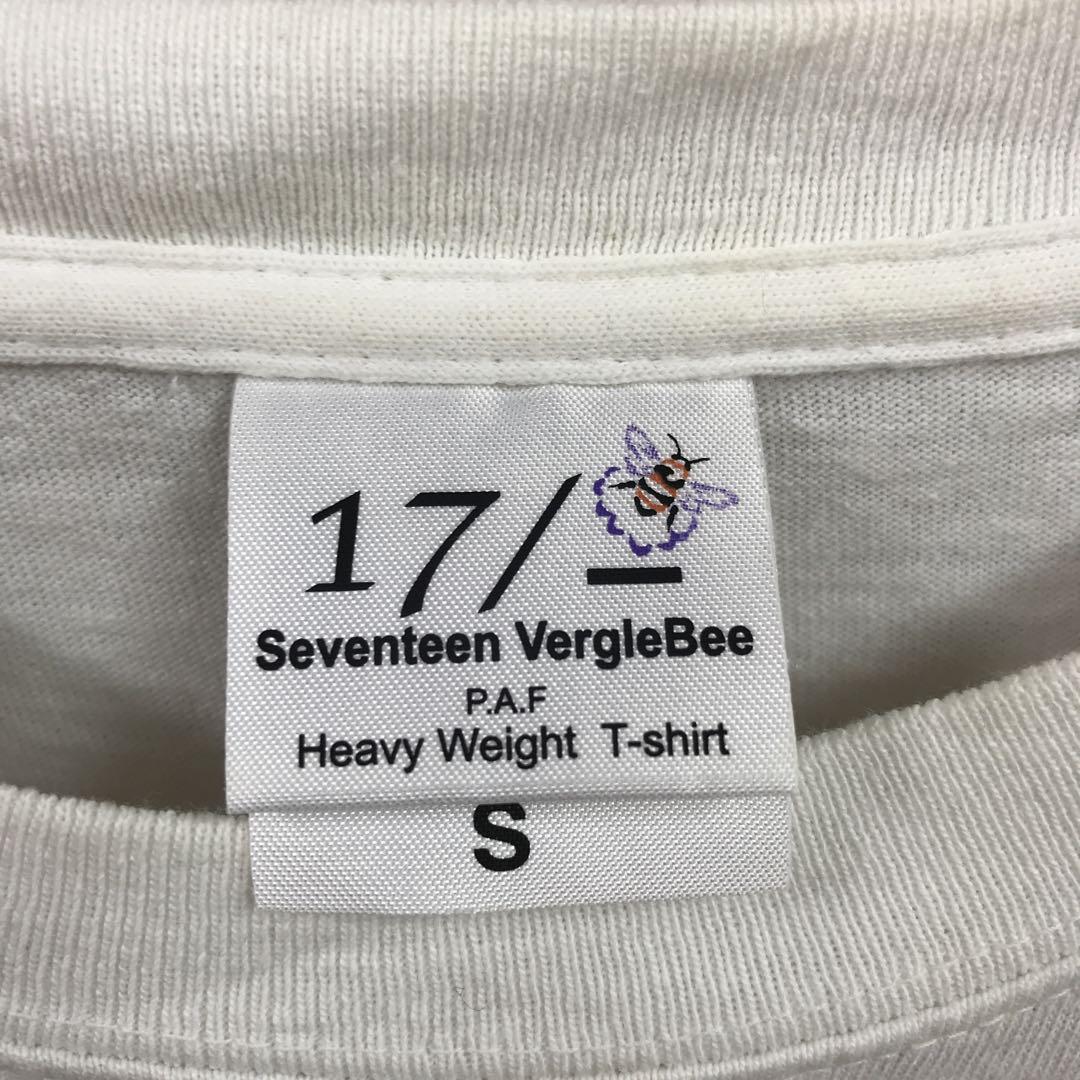 17/_
Seventeen VergleBee
P.A.F
Heavy Weight T-shirt
S